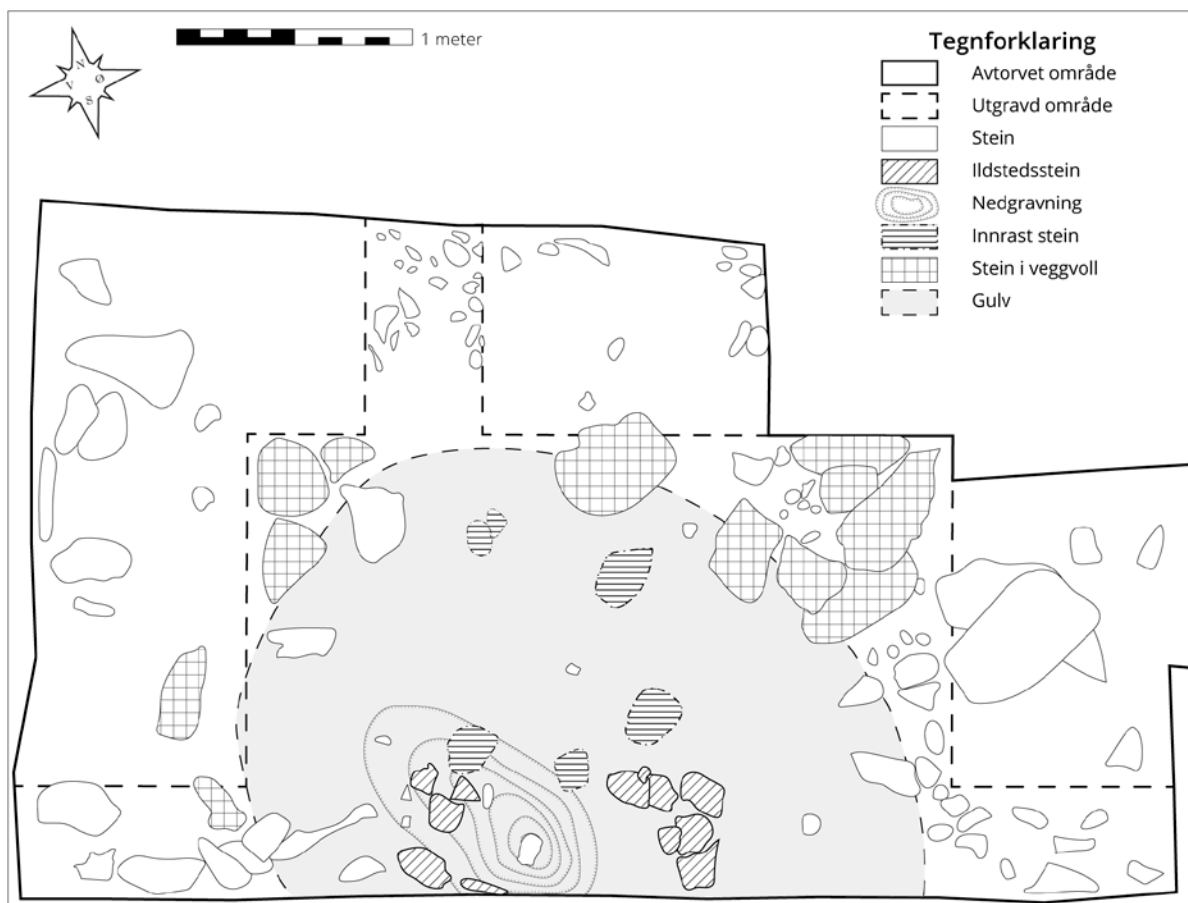 1 meter
N
Ø
S
V
Tegnforklaring
Avtorvet område
Utgravd område
Stein
Ildstedsstein
Nedgravning
Innrast stein
Stein i veggvoll
Gulv